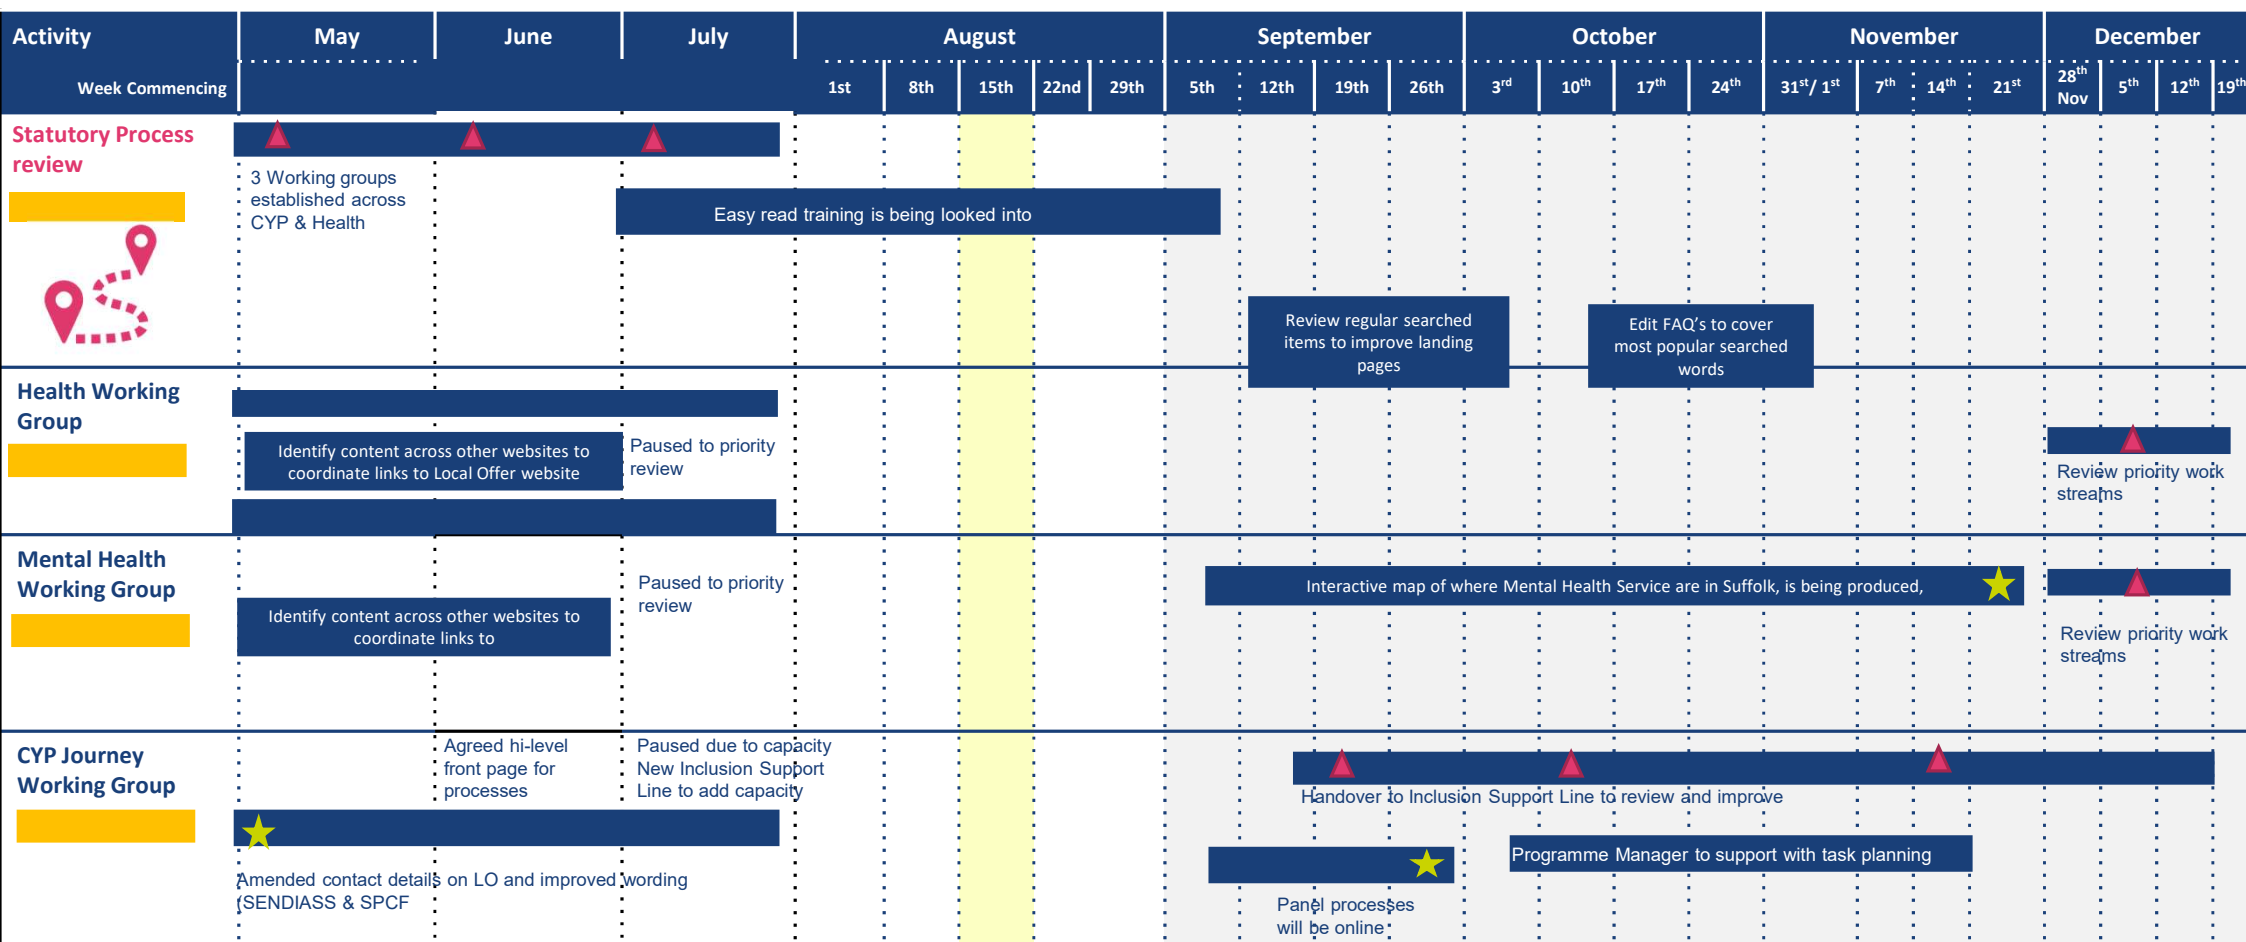 Activity May June July August September October November December
Week Commencing 1st 8th 15th 22nd 29th 5th 12th 19th 26th 3rd 10th 17th 24th 31st/ 1st 7th 14th 21st 28th Nov 5th 12th 19th
Statutory Process
review
3 Working groups
established across
CYP & Health
Easy read training is being looked into
Review regular searched
items to improve landing
pages
Edit FAQ's to cover
most popular searched
words
Health Working
Group
Identify content across other websites to
coordinate links to Local Offer website
Paused to priority
review
Review priority work
streams
Mental Health
Working Group
Identify content across other websites to
coordinate links to
Paused to priority
review
Interactive map of where Mental Health Service are in Suffolk, is being produced,
Review priority work
streams
CYP Journey
Working Group
Agreed hi-level
front page for
processes
Paused due to capacity
New Inclusion Support
Line to add capacity
Handover to Inclusion Support Line to review and improve
Amended contact details on LO and improved wording
(SENDIASS & SPCF
Panel processes
will be online
Programme Manager to support with task planning